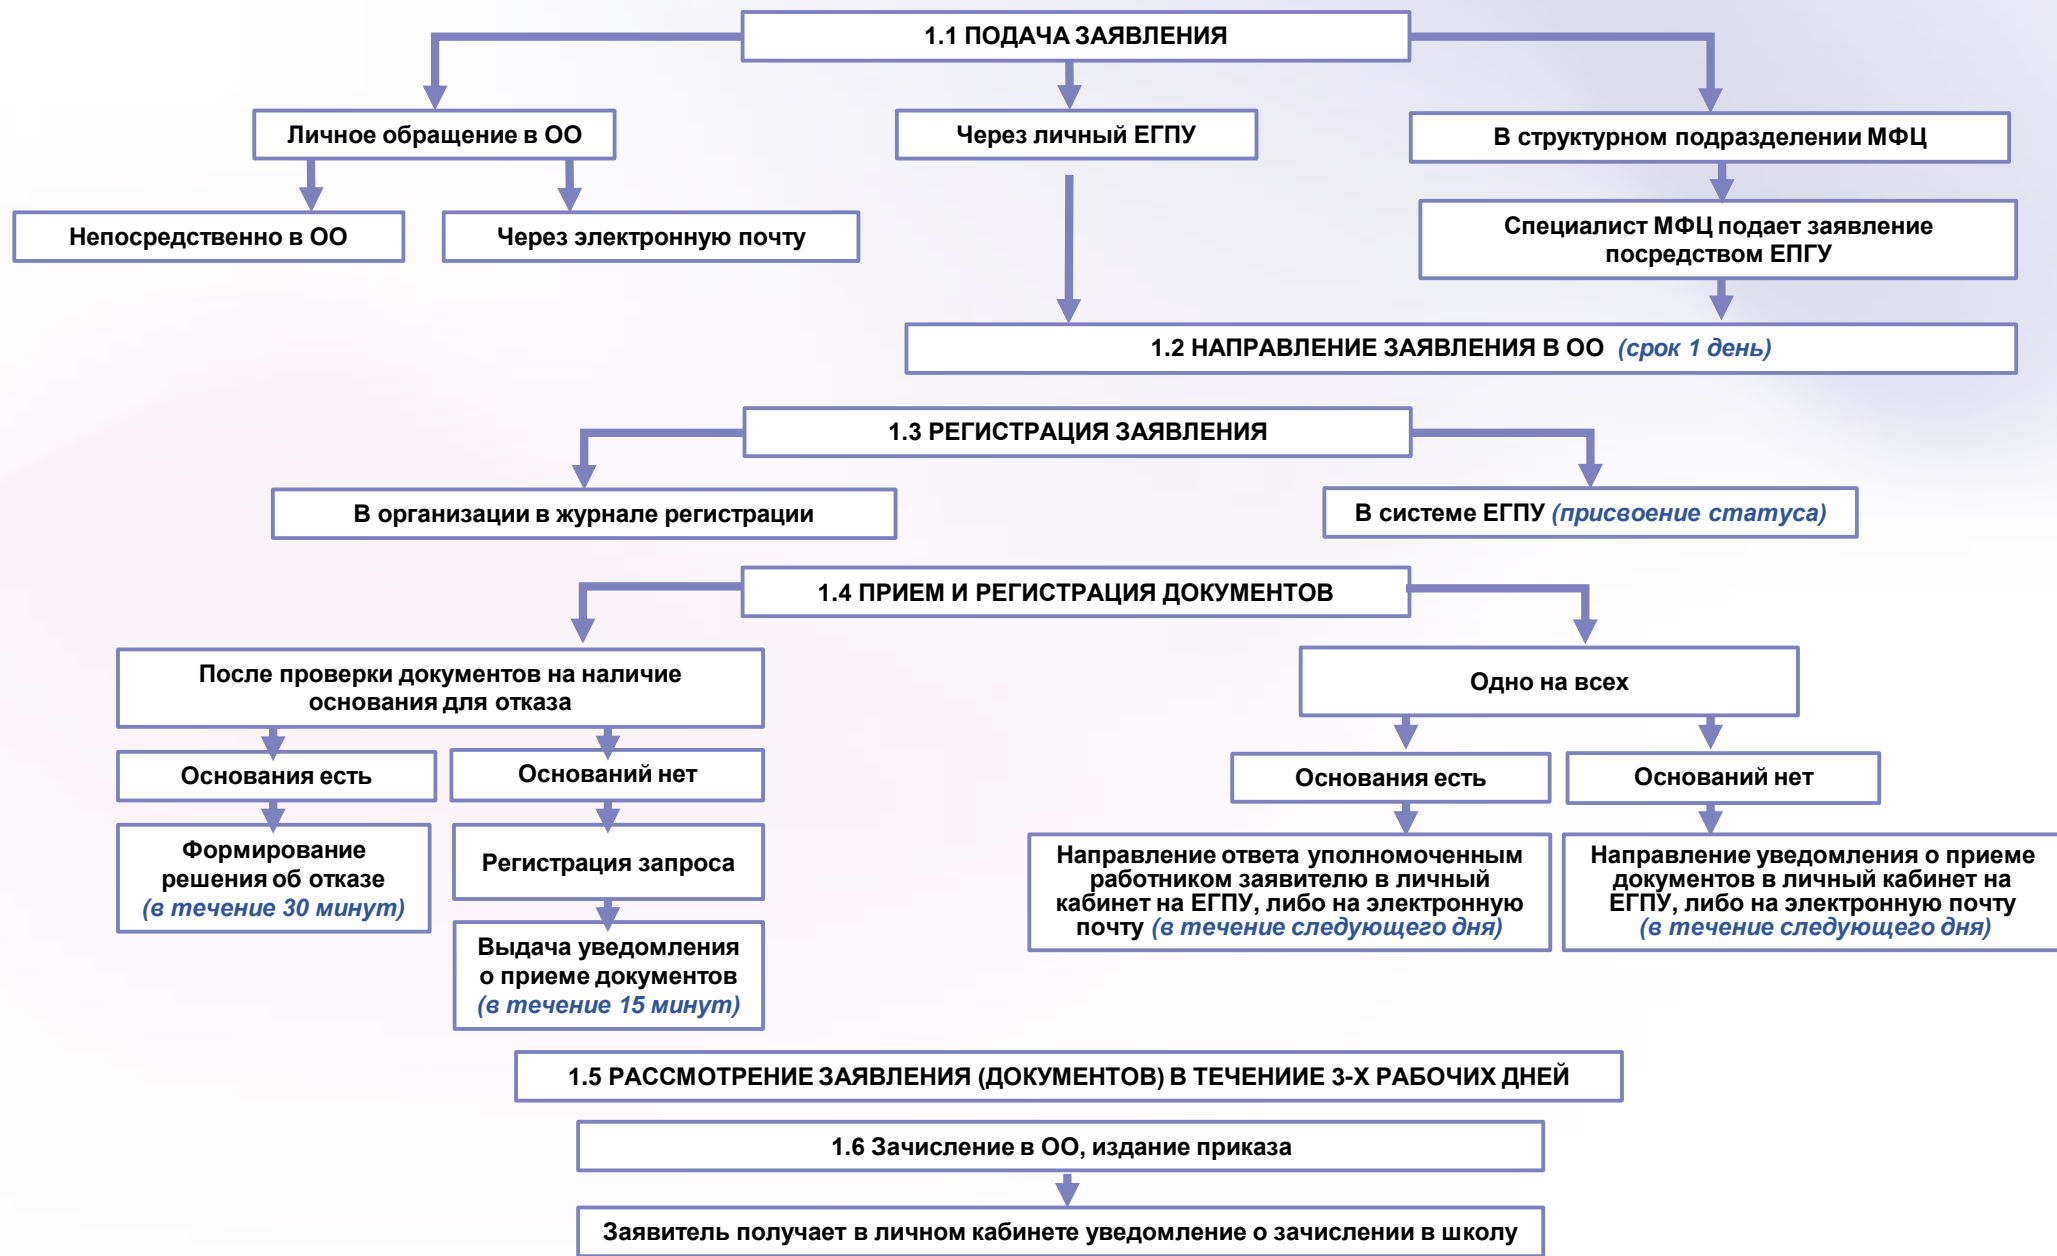 1.1 ПОДАЧА ЗАЯВЛЕНИЯ
Личное обращение в ОО
Через личный ЕГПУ
В структурном подразделении МФЦ
Непосредственно в ОО
Через электронную почту
Специалист МФЦ подает заявление
посредством ЕПГУ
1.2 НАПРАВЛЕНИЕ ЗАЯВЛЕНИЯ В ОО (срок 1 день)
1.3 РЕГИСТРАЦИЯ ЗАЯВЛЕНИЯ
В организации в журнале регистрации
В системе ЕГПУ (присвоение статуса)
1.4 ПРИЕМ И РЕГИСТРАЦИЯ ДОКУМЕНТОВ
После проверки документов на наличие
основания для отказа
Одно на всех
Основания есть
Оснований нет
Основания есть
Оснований нет
Формирование
решения об отказе
(в течение 30 минут)
Регистрация запроса
Выдача уведомления
о приеме документов
(в течение 15 минут)
Направление ответа уполномоченным
работником заявителю в личный
кабинет на ЕГПУ, либо на электронную
почту (в течение следующего дня)
Направление уведомления о приеме
документов в личный кабинет на
ЕГПУ, либо на электронную почту
(в течение следующего дня)
1.5 РАССМОТРЕНИЕ ЗАЯВЛЕНИЯ (ДОКУМЕНТОВ) В ТЕЧЕНИИЕ 3-Х РАБОЧИХ ДНЕЙ
1.6 Зачисление в ОО, издание приказа
Заявитель получает в личном кабинете уведомление о зачислении в школу